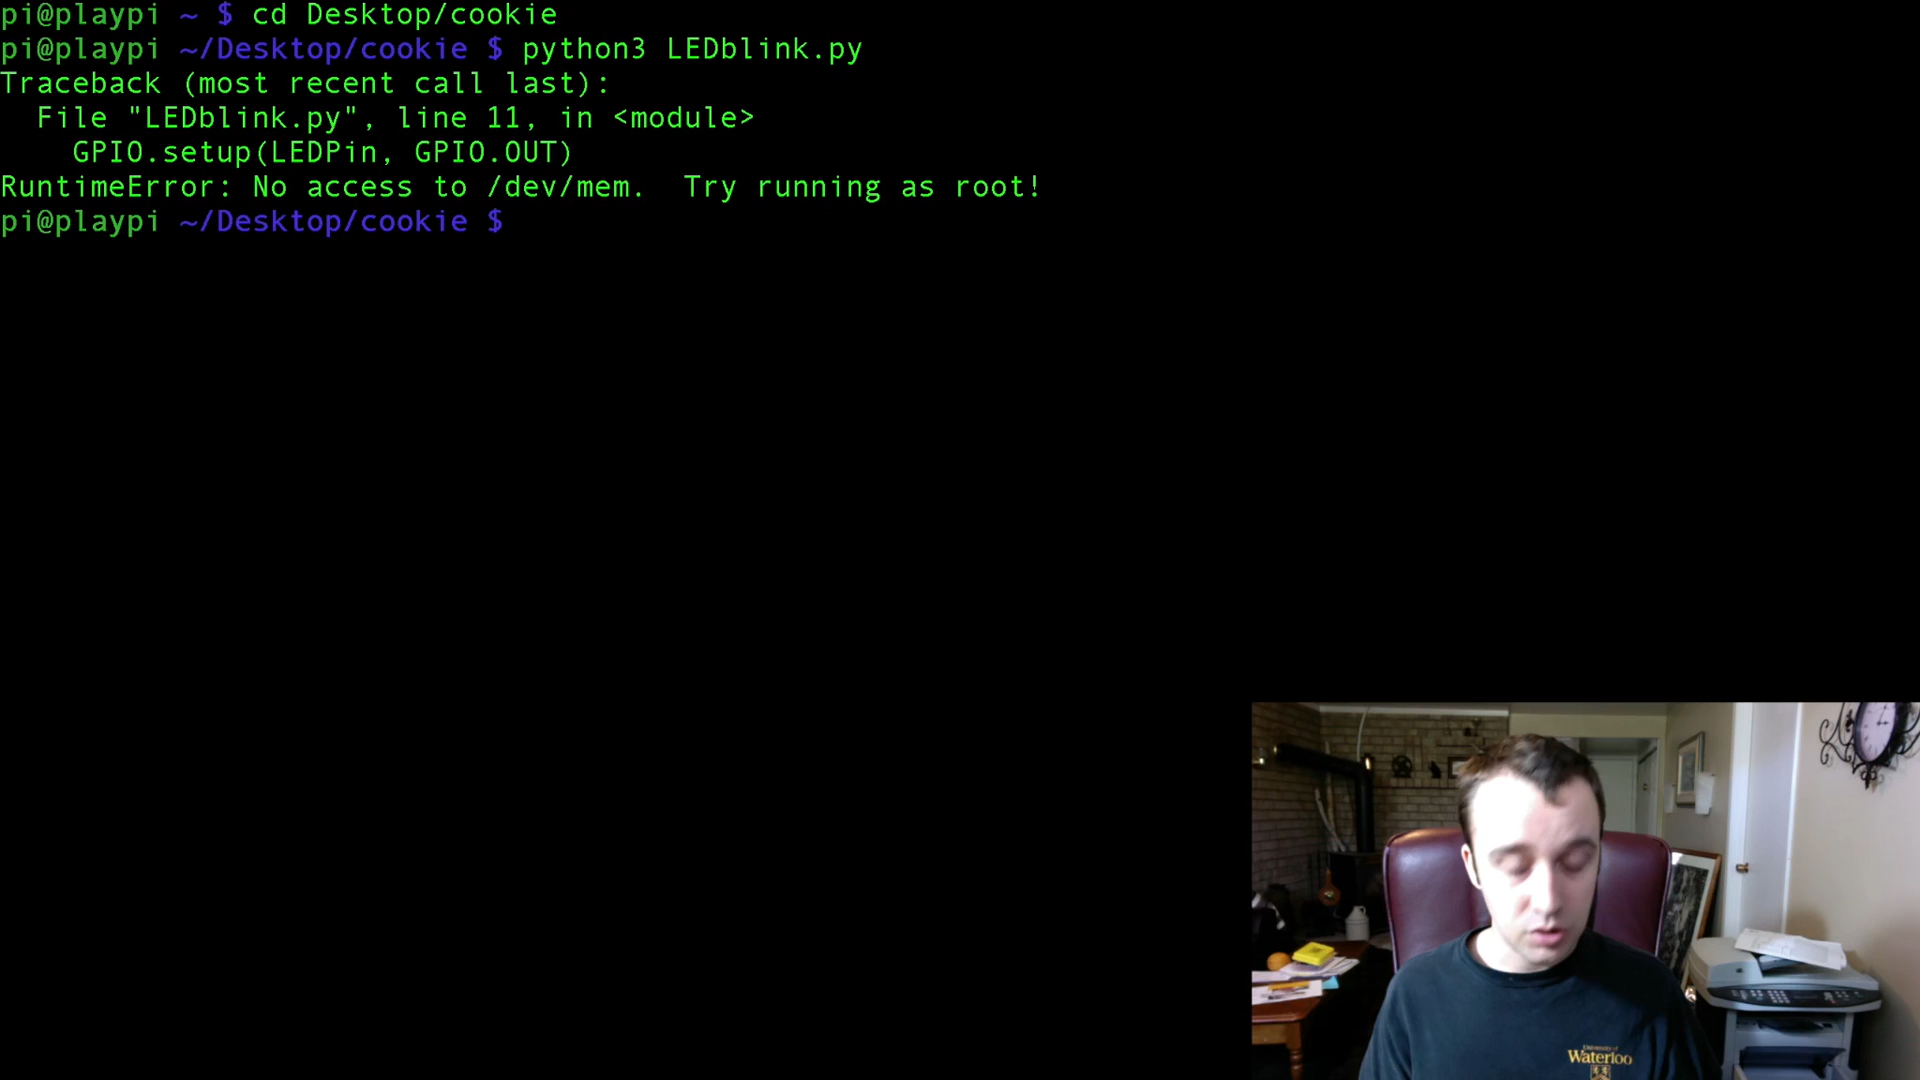 pi@playpi ~ $ cd Desktop/cookie
pi@playpi ~/Desktop/cookie $ python3 LEDblink.py
Traceback (most recent call last):
  File "LEDblink.py", line 11, in <module>
    GPIO.setup(LEDPin, GPIO.OUT)
RuntimeError: No access to /dev/mem.  Try running as root!
pi@playpi ~/Desktop/cookie $
University of
Waterloo